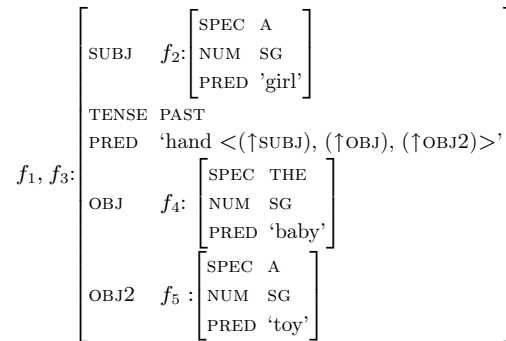 SPEC A
SUBJ f2: NUM SG
PRED 'girl'
TENSE PAST
PRED ‘hand <(↑SUBJ), (↑OBJ), (↑OBJ2)>’
f1, f3:
SPEC THE
OBJ f4: NUM SG
PRED ‘baby’
SPEC A
OBJ2 f5 : NUM SG
PRED ‘toy’